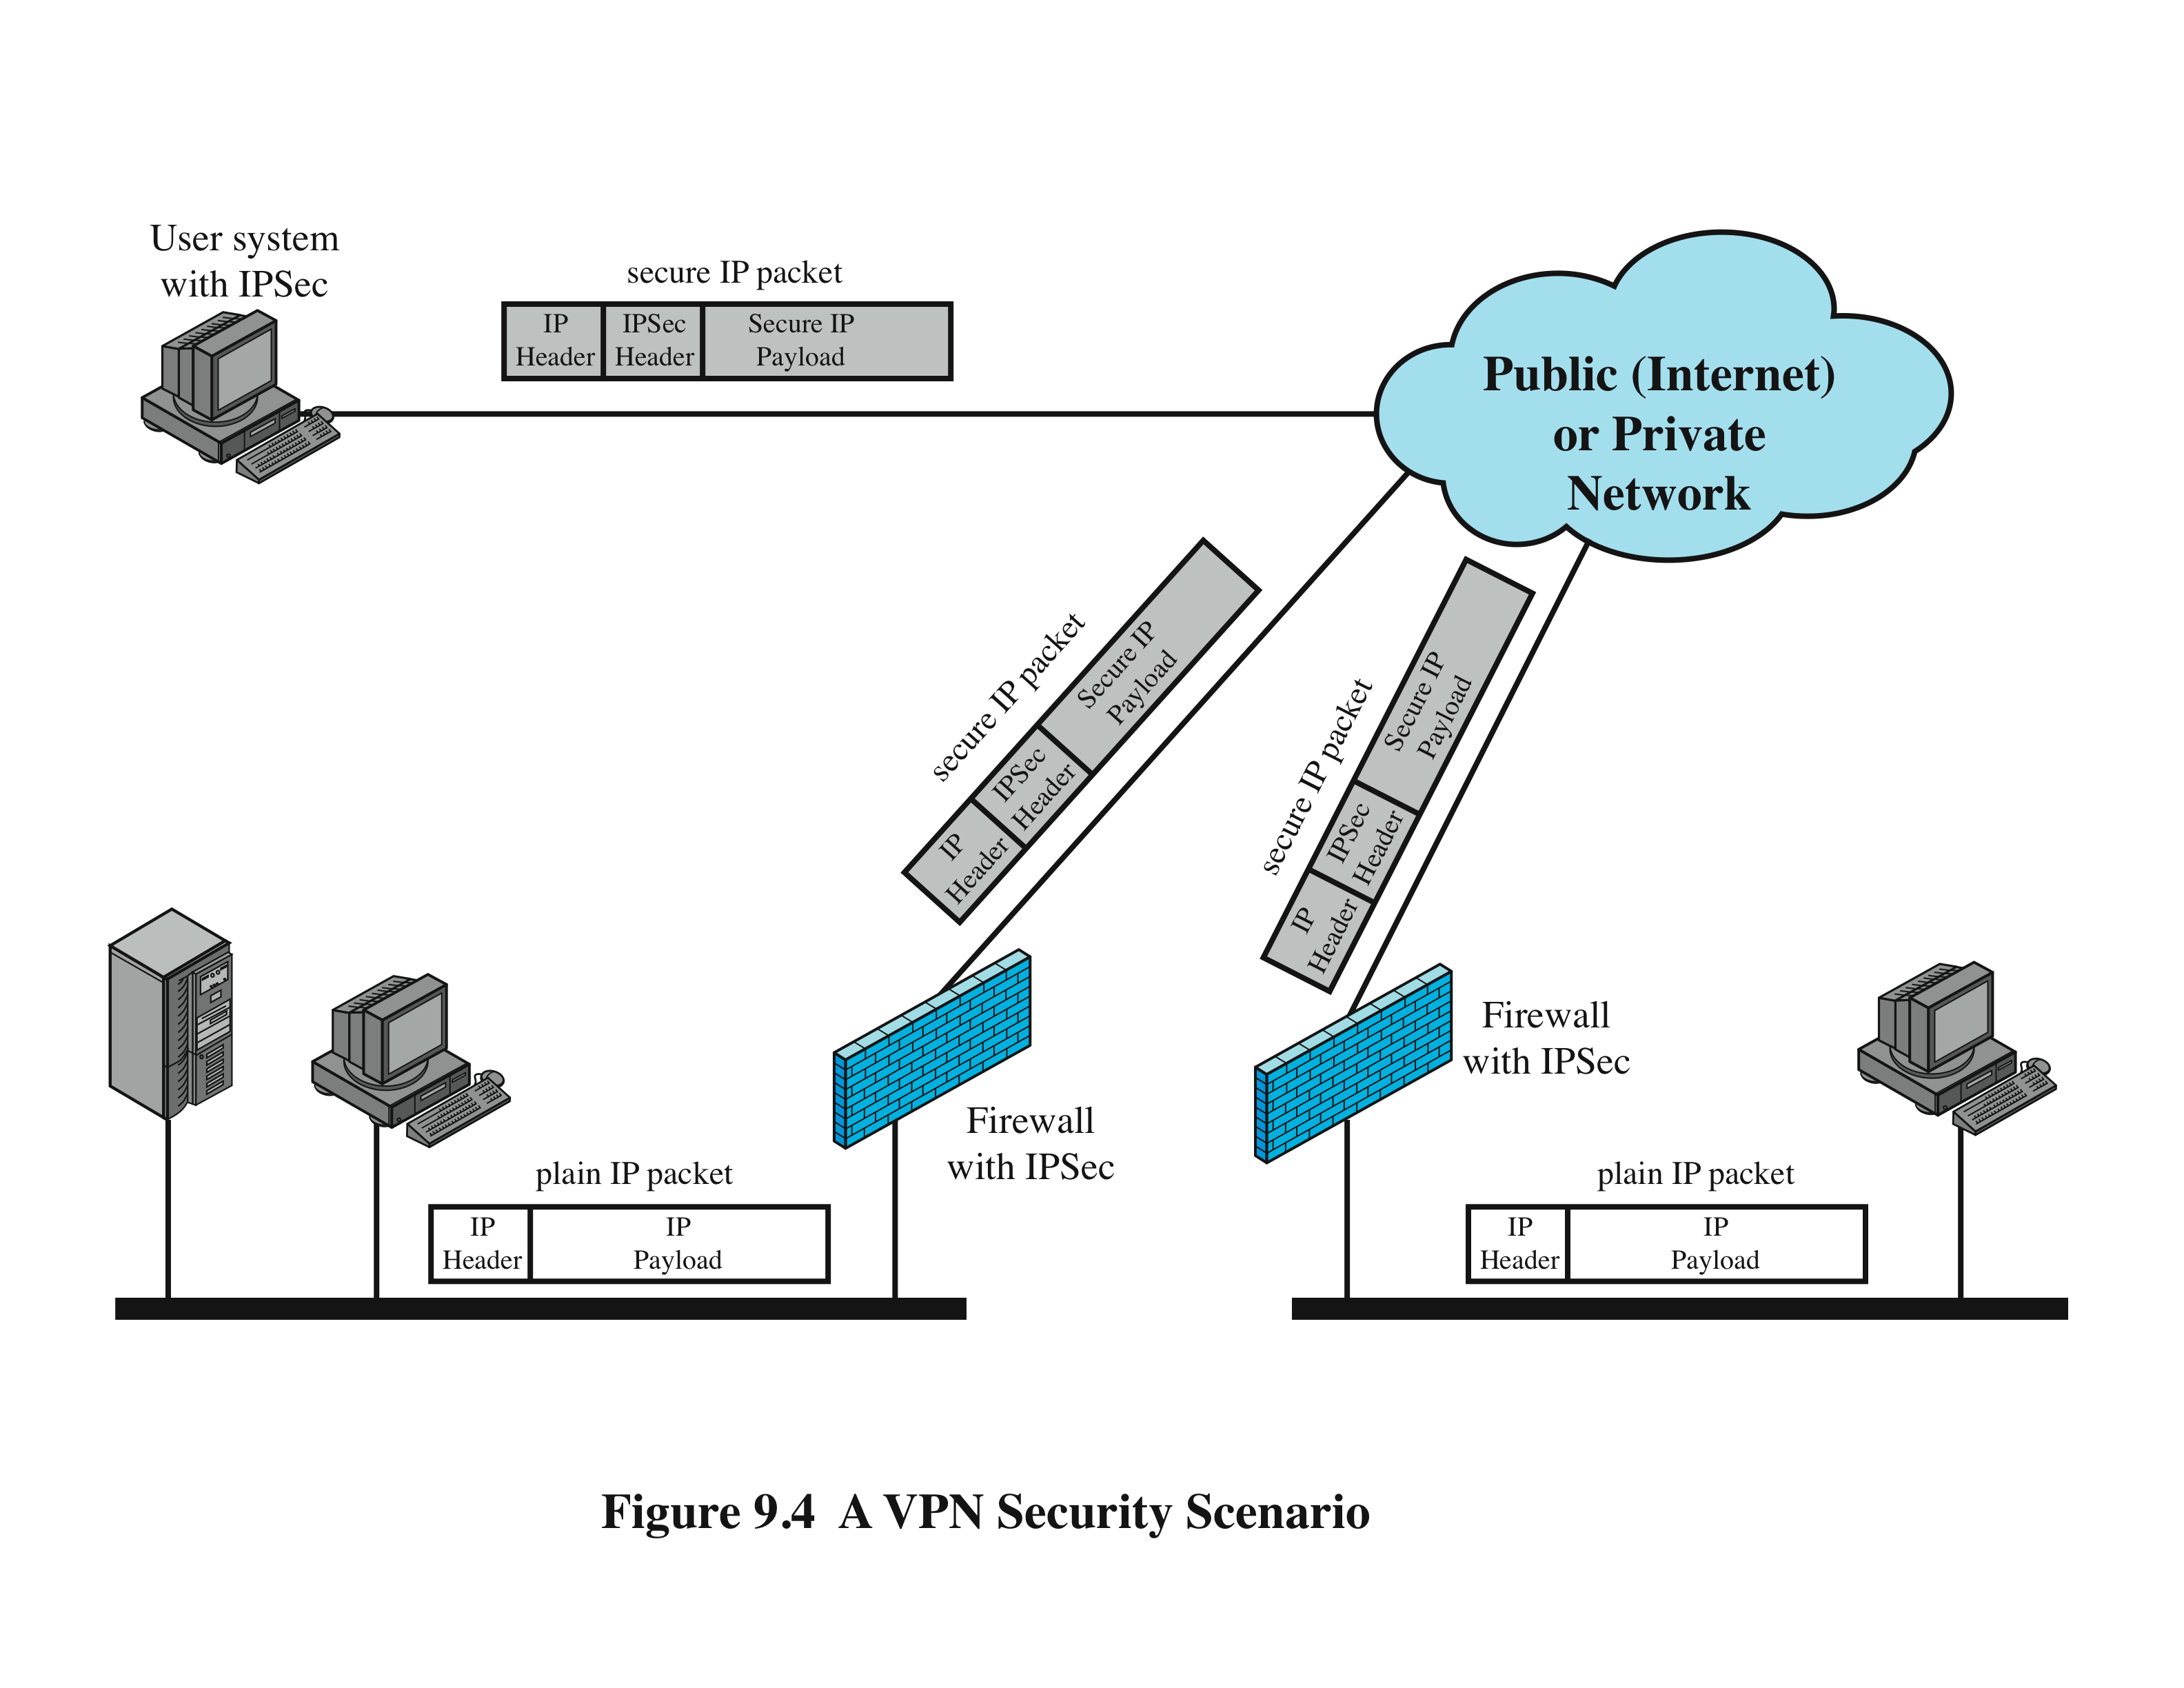 User system
with IPSec
secure IP packet
IP
Header
IPSec
Header
Secure IP
Payload
Public (Internet)
or Private
Network
secure IP packet
IP
Header
IPSec
Header
Secure IP
Payload
secure IP packet
IP
Header
IPSec
Header
Secure IP
Payload
Firewall
with IPSec
Firewall
with IPSec
plain IP packet
IP
Header
IP
Payload
plain IP packet
IP
Header
IP
Payload
Figure 9.4 A VPN Security Scenario